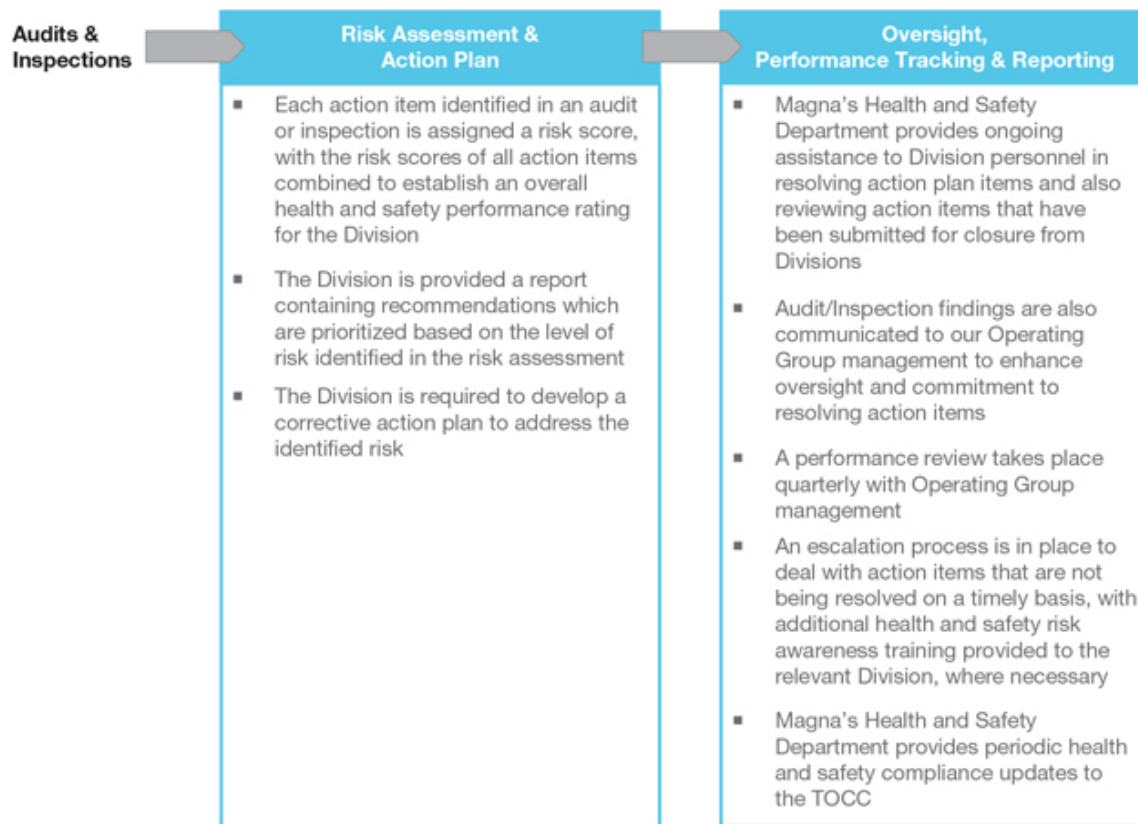 Audits &
Inspections
Risk Assessment &
Action Plan
■ Each action item identified in an audit
or inspection is assigned a risk score,
with the risk scores of all action items
combined to establish an overall
health and safety performance rating
for the Division
■ The Division is provided a report
containing recommendations which
are prioritized based on the level of
risk identified in the risk assessment
■ The Division is required to develop a
corrective action plan to address the
identified risk
Oversight,
Performance Tracking & Reporting
■ Magna’s Health and Safety
Department provides ongoing
assistance to Division personnel in
resolving action plan items and also
reviewing action items that have
been submitted for closure from
Divisions
■ Audit/Inspection findings are also
communicated to our Operating
Group management to enhance
oversight and commitment to
resolving action items
■ A performance review takes place
quarterly with Operating Group
management
■ An escalation process is in place to
deal with action items that are not
being resolved on a timely basis, with
additional health and safety risk
awareness training provided to the
relevant Division, where necessary
■ Magna’s Health and Safety
Department provides periodic health
and safety compliance updates to
the TOCC